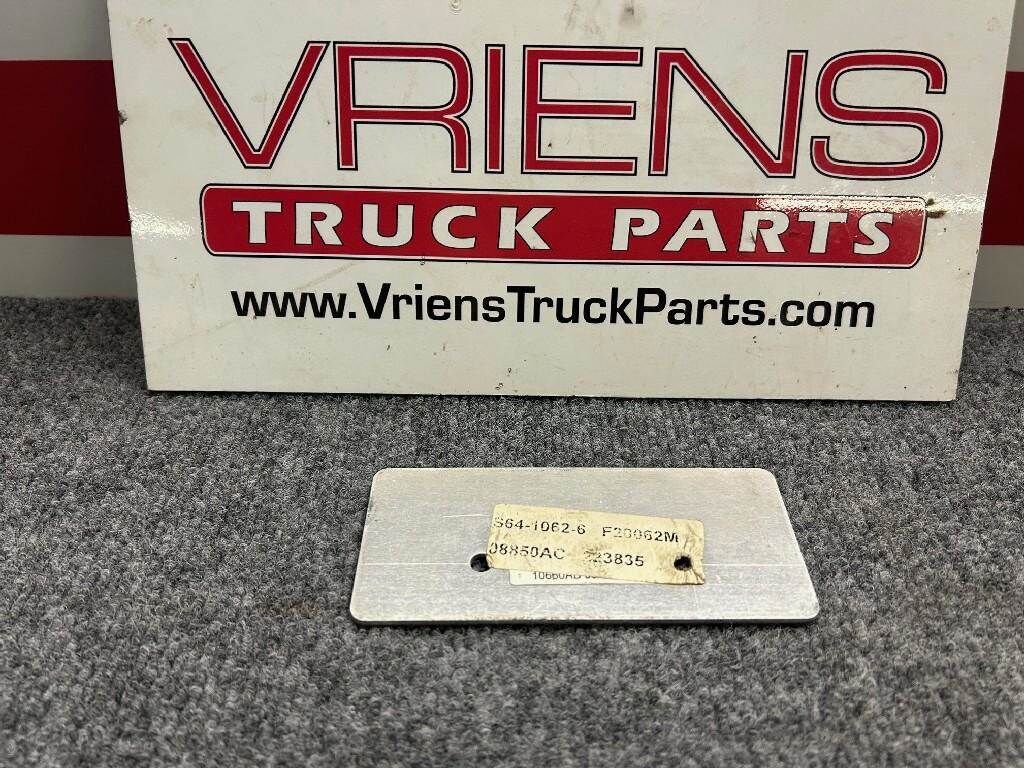 VRIENS
TRUCK PARTS
www.VriensTruckParts.com
S64-1062-6 F20062M
08850AC